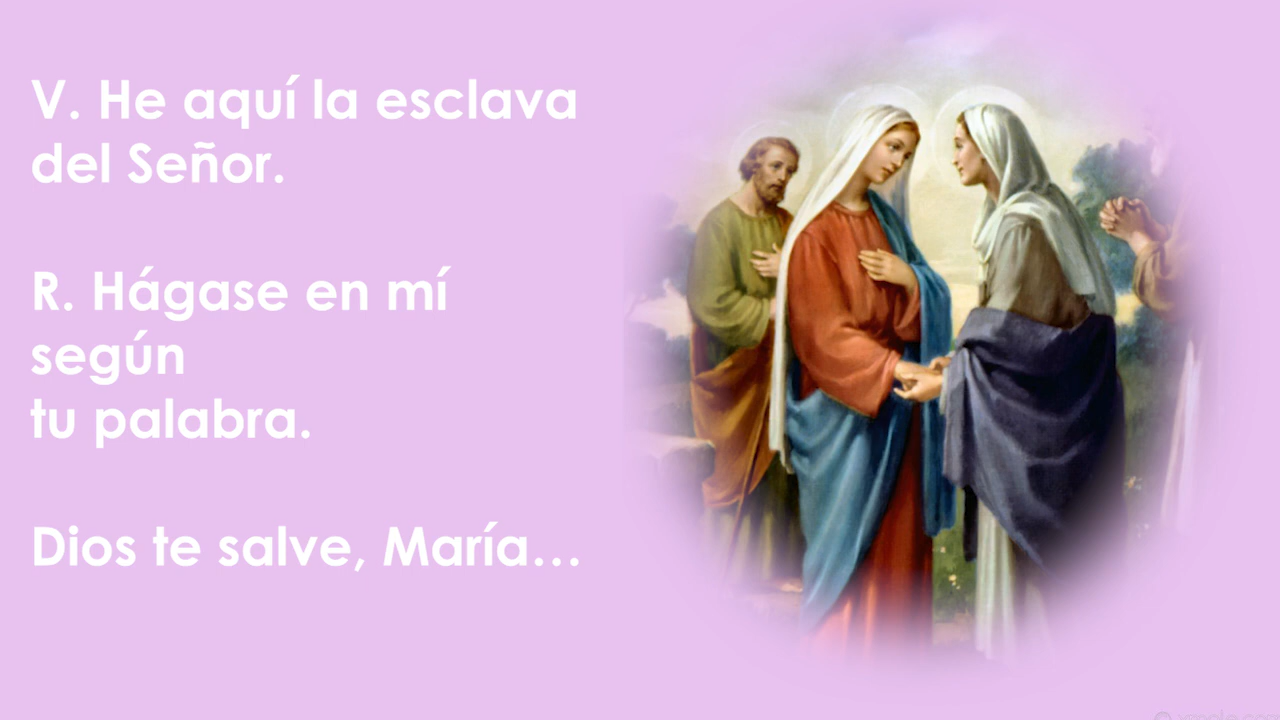 V. He aquí la esclava
del Señor.
R. Hágase en mí
según
tu palabra.
Dios te salve, María…